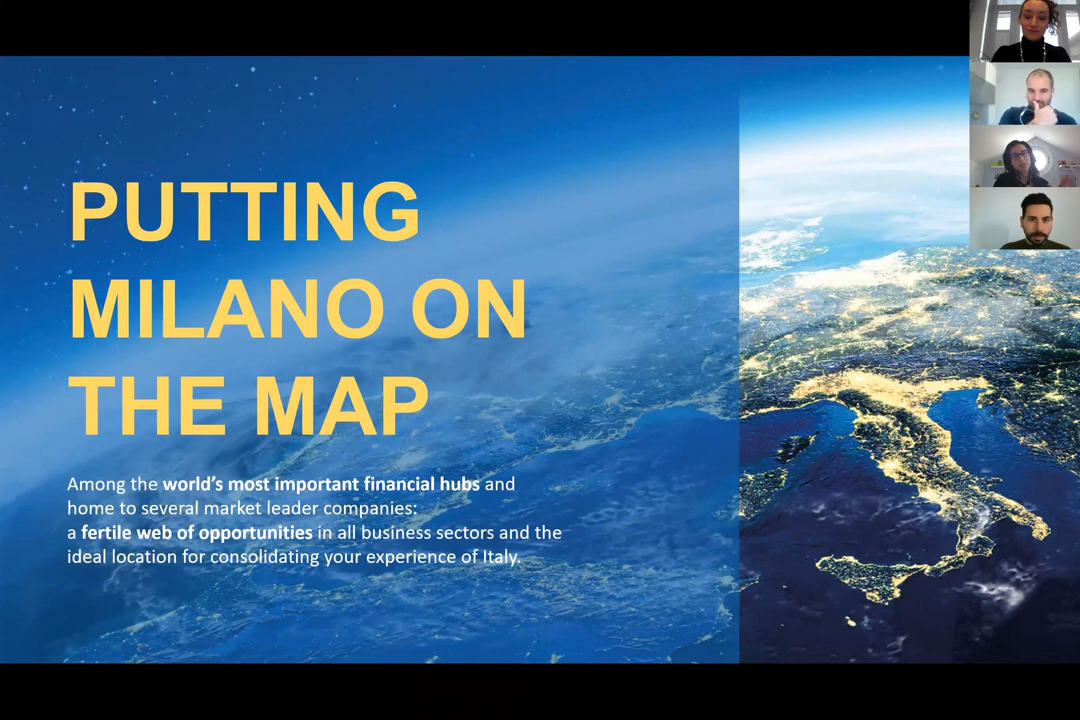 PUTTING
MILANO ON
THE MAP
Among the world's most important financial hubs and
home to several market leader companies:
a fertile web of opportunities in all business sectors and the
ideal location for consolidating your experience of Italy.